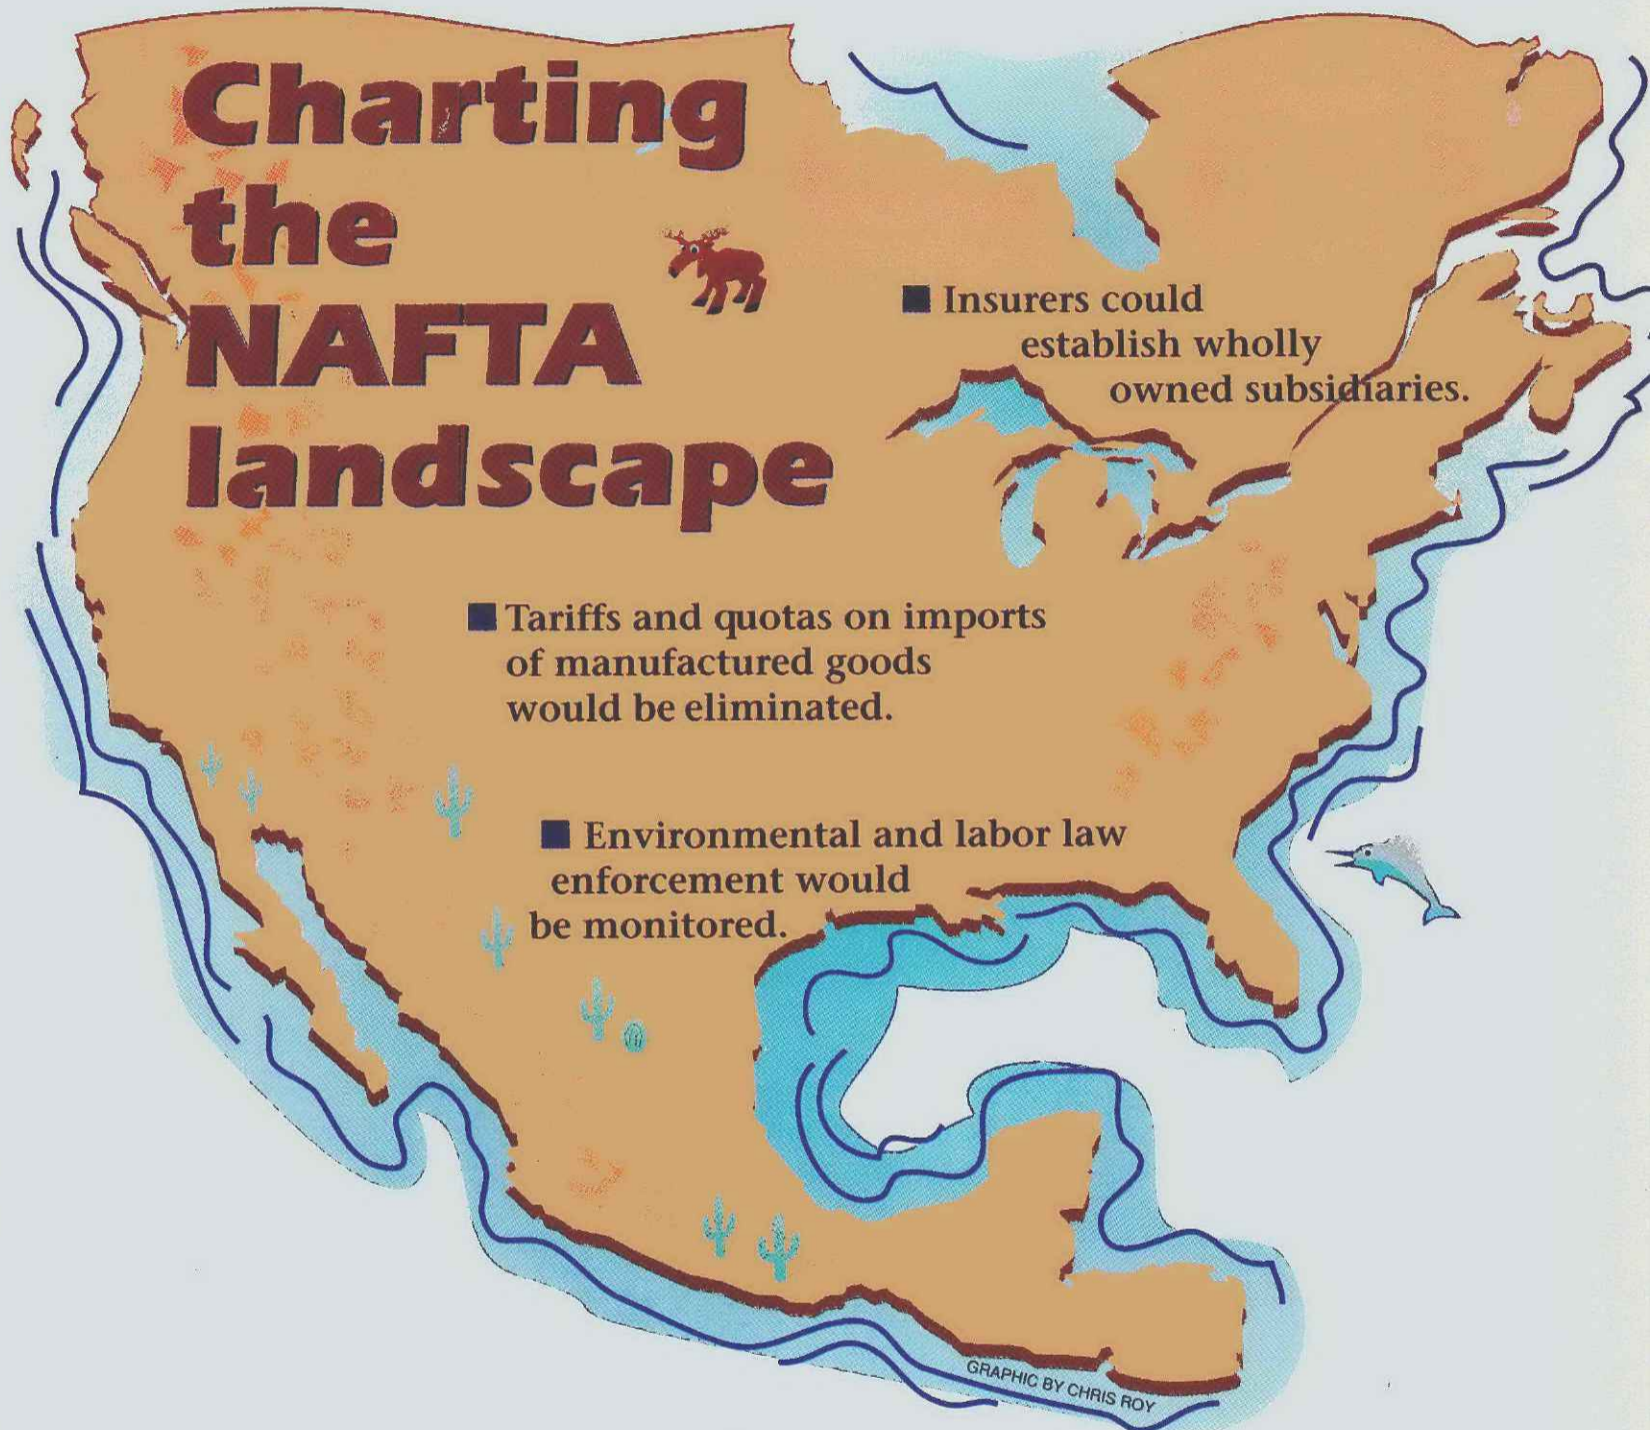 Charting
the
NAFTA
landscape
■ Insurers could
establish wholly
owned subsidiaries.
■ Tariffs and quotas on imports
of manufactured goods
would be eliminated.
■ Environmental and labor law
enforcement would
be monitored.
GRAPHIC BY CHRIS ROY